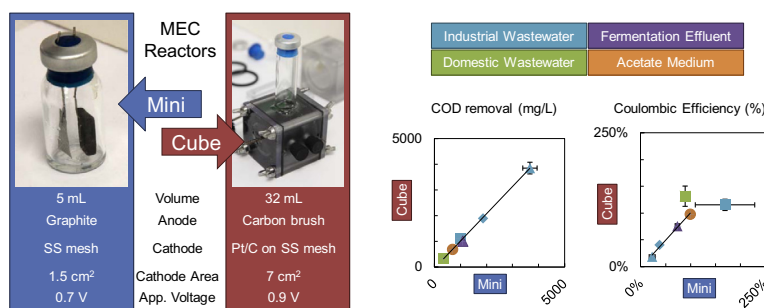 MEC
Reactors
Mini
Cube
5 mL Volume 32 mL
Graphite Anode Carbon brush
SS mesh Cathode Pt/C on SS mesh
1.5 cm² Cathode Area 7 cm²
0.7 V App. Voltage 0.9 V
Industrial Wastewater Fermentation Effluent
Domestic Wastewater Acetate Medium
COD removal (mg/L)
5000
Cube
0
0 Mini 5000
Coulombic Efficiency (%)
250%
Cube
0%
0% Mini 250%